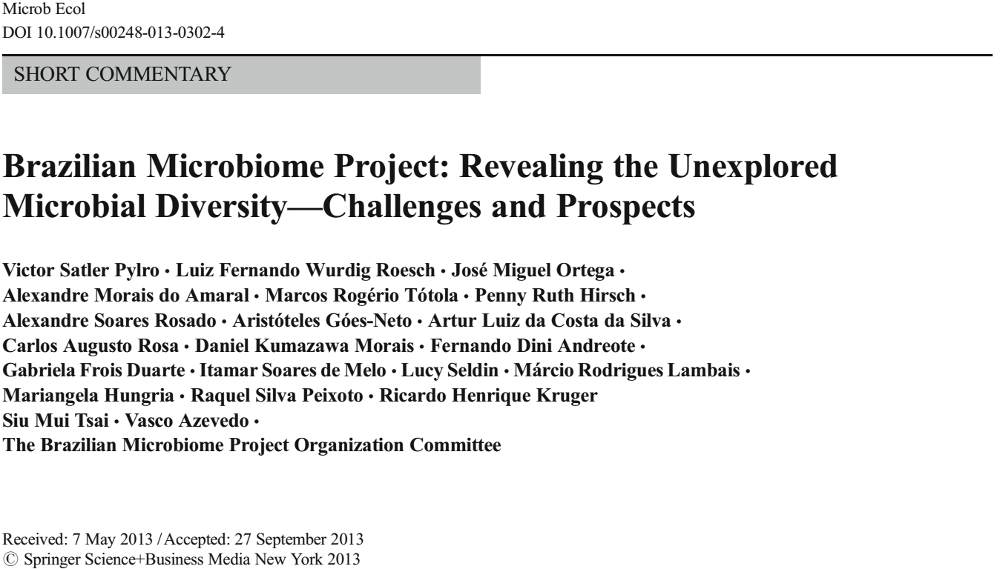 Microb Ecol
DOI 10.1007/s00248-013-0302-4
SHORT COMMENTARY
Brazilian Microbiome Project: Revealing the Unexplored
Microbial Diversity—Challenges and Prospects
Victor Satler Pylro • Luiz Fernando Wurdig Roesch • José Miguel Ortega •
Alexandre Morais do Amaral • Marcos Rogério Tótola • Penny Ruth Hirsch •
Alexandre Soares Rosado • Aristóteles Góes-Neto • Artur Luiz da Costa da Silva •
Carlos Augusto Rosa • Daniel Kumazawa Morais • Fernando Dini Andreote •
Gabriela Frois Duarte • Itamar Soares de Melo • Lucy Seldin • Márcio Rodrigues Lambais •
Mariangela Hungria • Raquel Silva Peixoto • Ricardo Henrique Kruger
Siu Mui Tsai • Vasco Azevedo •
The Brazilian Microbiome Project Organization Committee
Received: 7 May 2013 / Accepted: 27 September 2013
© Springer Science+Business Media New York 2013